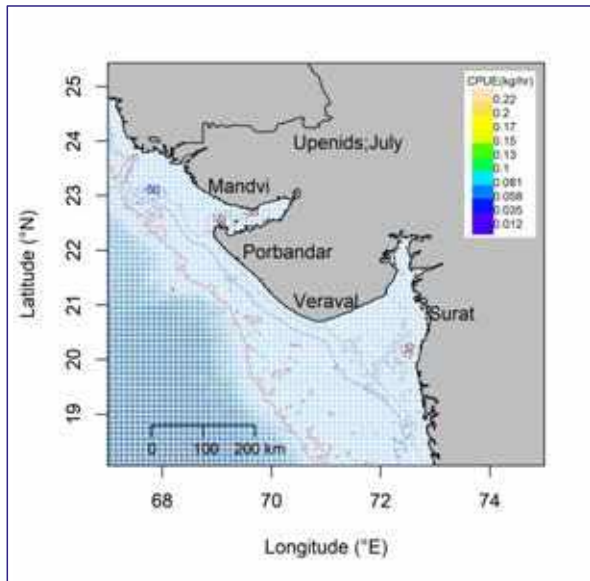 CPUE(kg/hr)
0.22
0.2
0.17
0.15
0.13
0.1
0.081
0.058
0.035
0.012
Upenids;July
Mandvi
Porbandar
Veraval
Surat
25
24
23
22
21
20
19
Latitude (°N)
0 100 200 km
68 70 72 74
Longitude (°E)